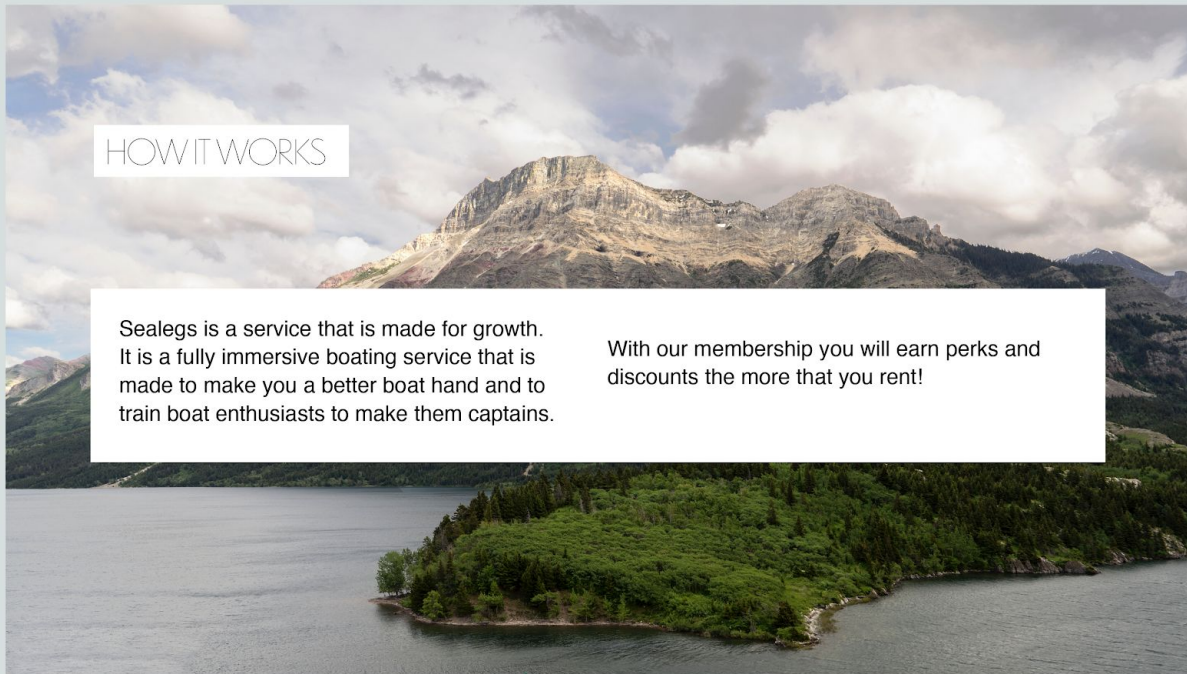 HOW IT WORKS
Sealegs is a service that is made for growth.
It is a fully immersive boating service that is
made to make you a better boat hand and to
train boat enthusiasts to make them captains.
With our membership you will earn perks and
discounts the more that you rent!